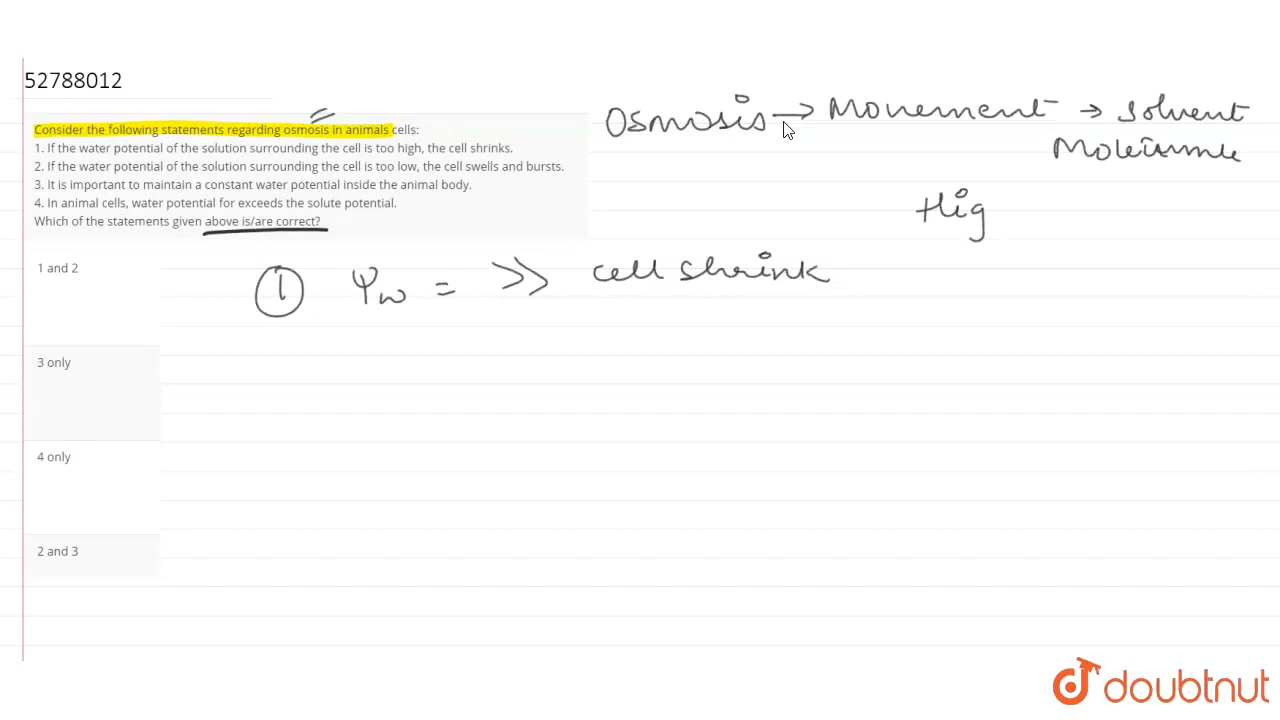 52788012
Consider the following statements regarding osmosis in animals cells:
1. If the water potential of the solution surrounding the cell is too high, the cell shrinks.
2. If the water potential of the solution surrounding the cell is too low, the cell swells and bursts.
3. It is important to maintain a constant water potential inside the animal body.
4. In animal cells, water potential for exceeds the solute potential.
Which of the statements given above is/are correct?
Osmosis → Movement → Solvent
Hig
① Ψw = >> cell shrink
1 and 2
3 only
4 only
2 and 3
doubtnut